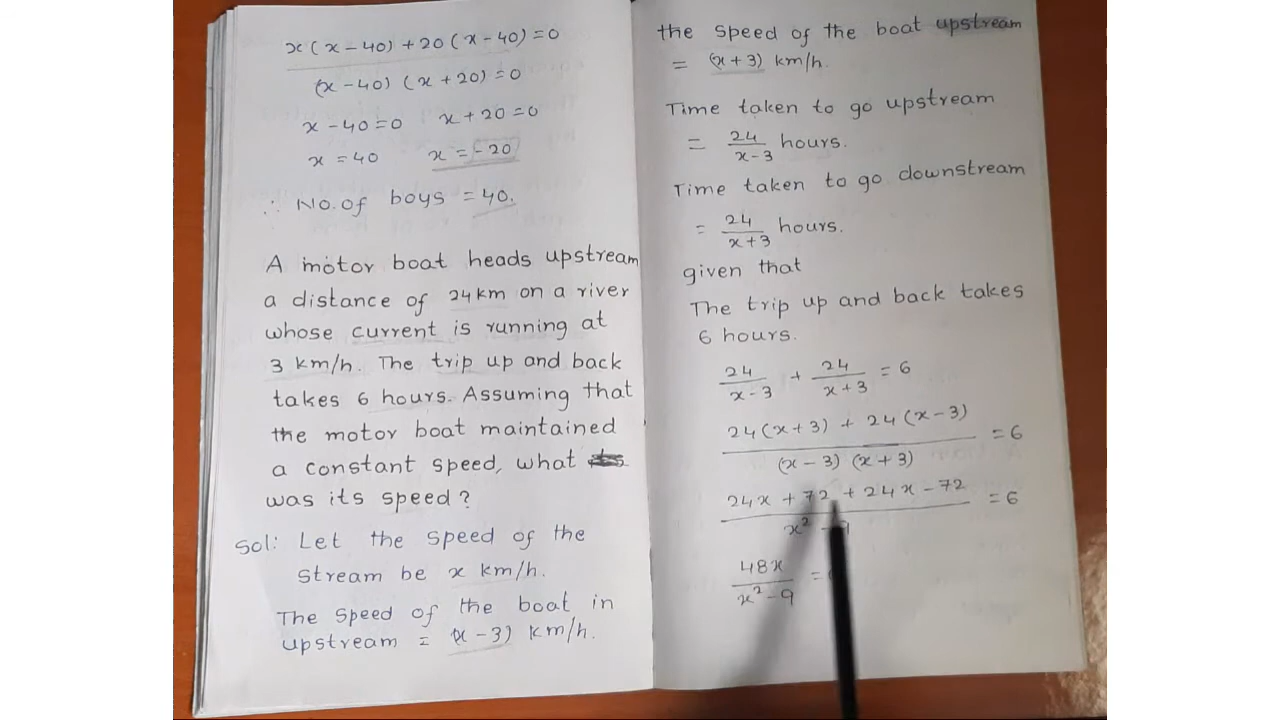 x(x-40)+20(x-40)=0
(x-40) (x+20)=0
x-40=0 x+20=0
x=40 x=-20
∴ No.of boys = 40.
A motor boat heads upstream
a distance of 24km on a river
whose current is running at
3 km/h. The trip up and back
takes 6 hours. Assuming that
the motor boat maintained
a constant speed, what
was its speed?
Sol: Let the speed of the
stream be x km/h.
The speed of the boat in
upstream = (x-3) km/h.
the speed of the boat upstream
= (x+3) km/h.
Time taken to go upstream
= 24/x-3 hours.
Time taken to go downstream
= 24/x+3 hours.
given that
The trip up and back takes
6 hours.
24/x-3 + 24/x+3 = 6
24(x+3) + 24(x-3)/(x-3) (x+3) = 6
24x + 72 + 24x - 72/x² - 9 = 6
48x/x²-9 =